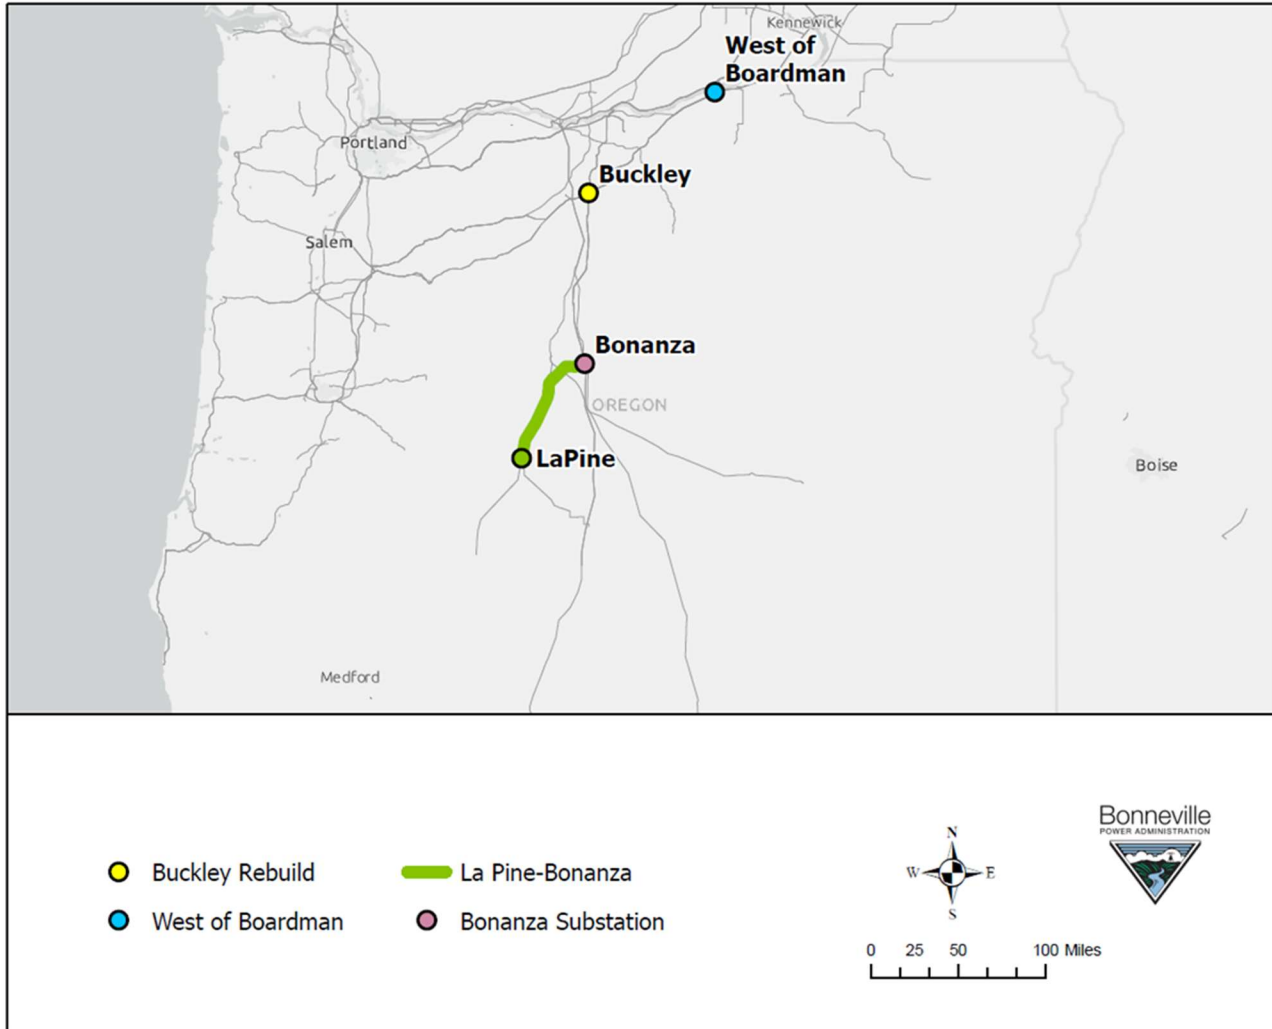 Kennewick
West of
Boardman
Portland
Buckley
Salem
Bonanza
OREGON
LaPine
Boise
Medford
Buckley Rebuild
La Pine-Bonanza
West of Boardman
Bonanza Substation
N
W E
S
Bonneville
POWER ADMINISTRATION
0 25 50 100 Miles